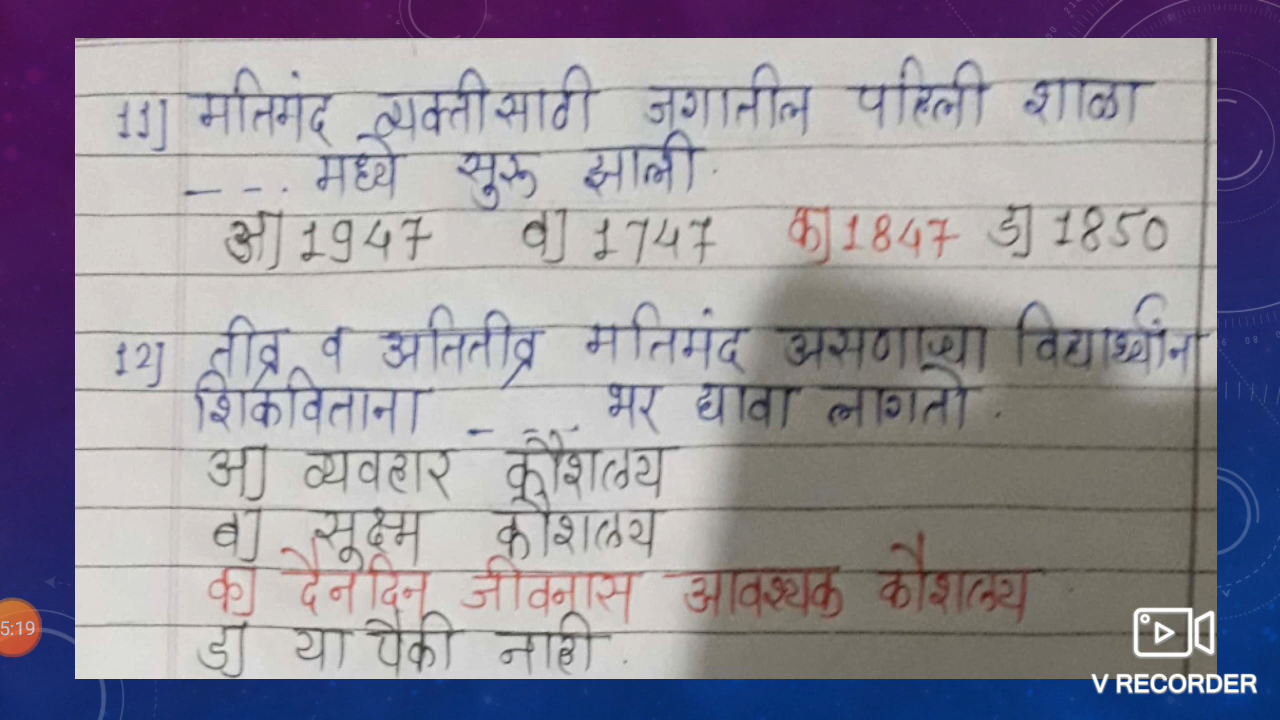 11] मतिमंद व्यक्तीसाठी जगातील पहिली शाळा
_ _ . मध्ये सुरू झाली.
अ] 1947 ब] 1747 क] 1847 ड] 1850
12] तीव्र व अतितीव्र मतिमंद असणाऱ्या विद्यार्थ्यांन
शिकविताना _ _ _ भर द्यावा लागतो.
अ] व्यवहार कौशल्य
ब] सूक्ष्म कौशल्य
क] दैनदिन जीवनास आवश्यक कौशल्य
ड] या पैकी नाही.
5:19
V RECORDER